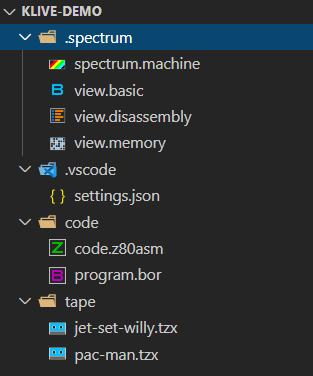 KLIVE-DEMO
.spectrum
spectrum.machine
view.basic
view.disassembly
view.memory
.vscode
settings.json
code
code.z80asm
program.bor
tape
jet-set-willy.tzx
pac-man.tzx